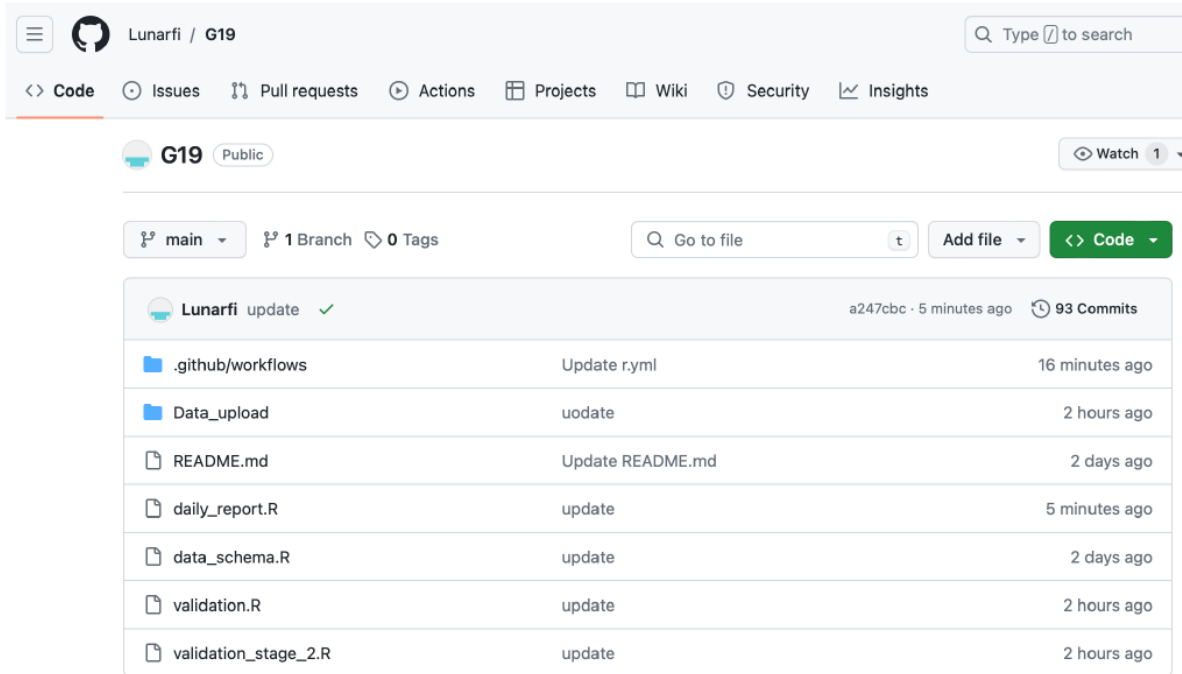 Lunarfi / G19
Type / to search
Code Issues Pull requests Actions Projects Wiki Security Insights
G19 Public
Watch 1
main 1 Branch 0 Tags Go to file t Add file Code
Lunarfi update a247cbc · 5 minutes ago 93 Commits
.github/workflows Update r.yml 16 minutes ago
Data_upload uodate 2 hours ago
README.md Update README.md 2 days ago
daily_report.R update 5 minutes ago
data_schema.R update 2 days ago
validation.R update 2 hours ago
validation_stage_2.R update 2 hours ago